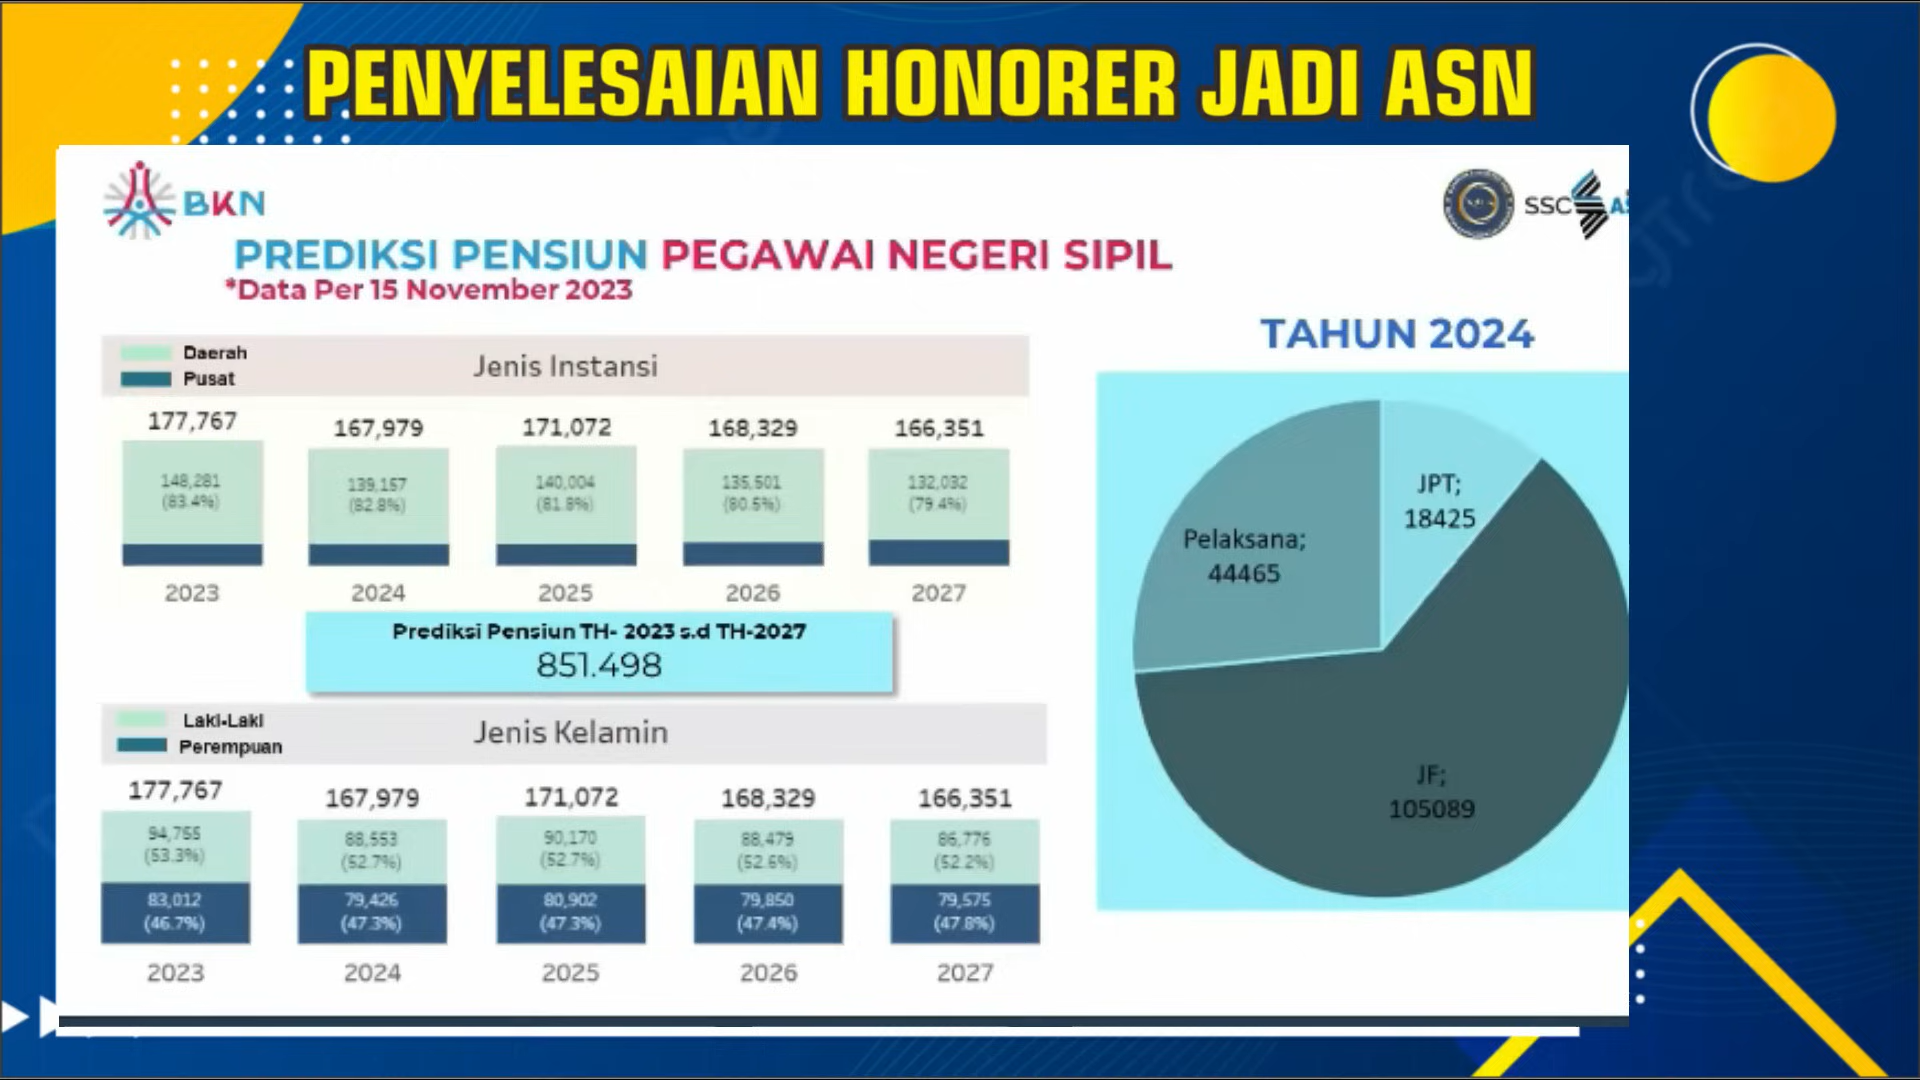 PENYELESAIAN HONORER JADI ASN
BKN
SSC
PREDIKSI PENSIUN PEGAWAI NEGERI SIPIL
*Data Per 15 November 2023
Daerah
Pusat
Jenis Instansi
177,767 167,979 171,072 168,329 166,351
148,281 139,157 140,004 135,501 132,032
(83.4%) (82.8%) (81.8%) (80.5%) (79.4%)
2023 2024 2025 2026 2027
Prediksi Pensiun TH- 2023 s.d TH-2027
851.498
Laki-Laki
Perempuan
Jenis Kelamin
177,767 167,979 171,072 168,329 166,351
94,755 88,553 90,170 88,479 86,776
(53.3%) (52.7%) (52.7%) (52.6%) (52.2%)
83,012 79,426 80,902 79,850 79,575
(46.7%) (47.3%) (47.3%) (47.4%) (47.8%)
2023 2024 2025 2026 2027
TAHUN 2024
JPT;
18425
Pelaksana;
44465
JF;
105089